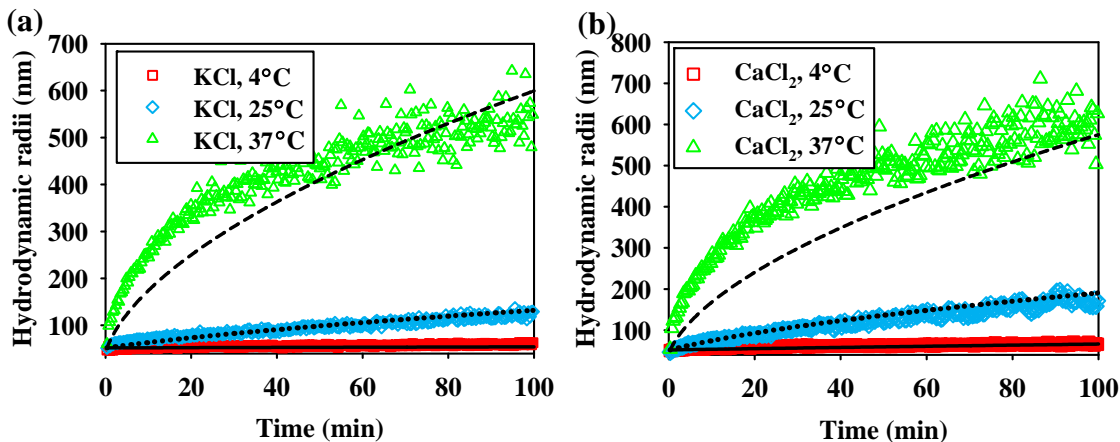 (a)
Hydrodynamic radii (nm)
700
600
500
400
300
200
100
KCl, 4°C
KCl, 25°C
KCl, 37°C
0 20 40 60 80 100
Time (min)
(b)
Hydrodynamic radii (nm)
800
700
600
500
400
300
200
100
CaCl₂, 4°C
CaCl₂, 25°C
CaCl₂, 37°C
0 20 40 60 80 100
Time (min)